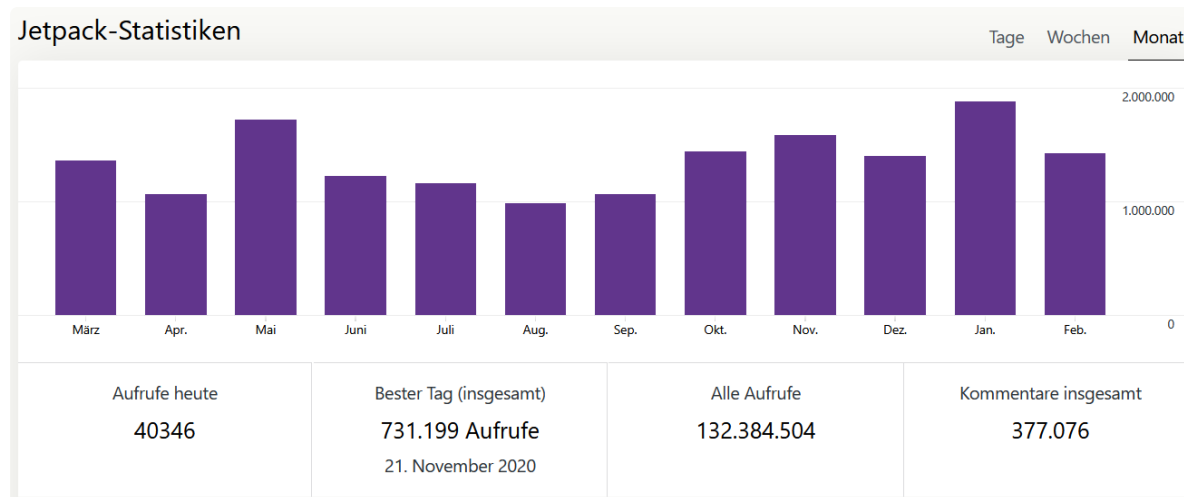 Jetpack-Statistiken
Tage Wochen Monat
2.000.000
1.000.000
0
März Apr. Mai Juni Juli Aug. Sep. Okt. Nov. Dez. Jan. Feb.
Aufrufe heute
40346
Bester Tag (insgesamt)
731.199 Aufrufe
21. November 2020
Alle Aufrufe
132.384.504
Kommentare insgesamt
377.076